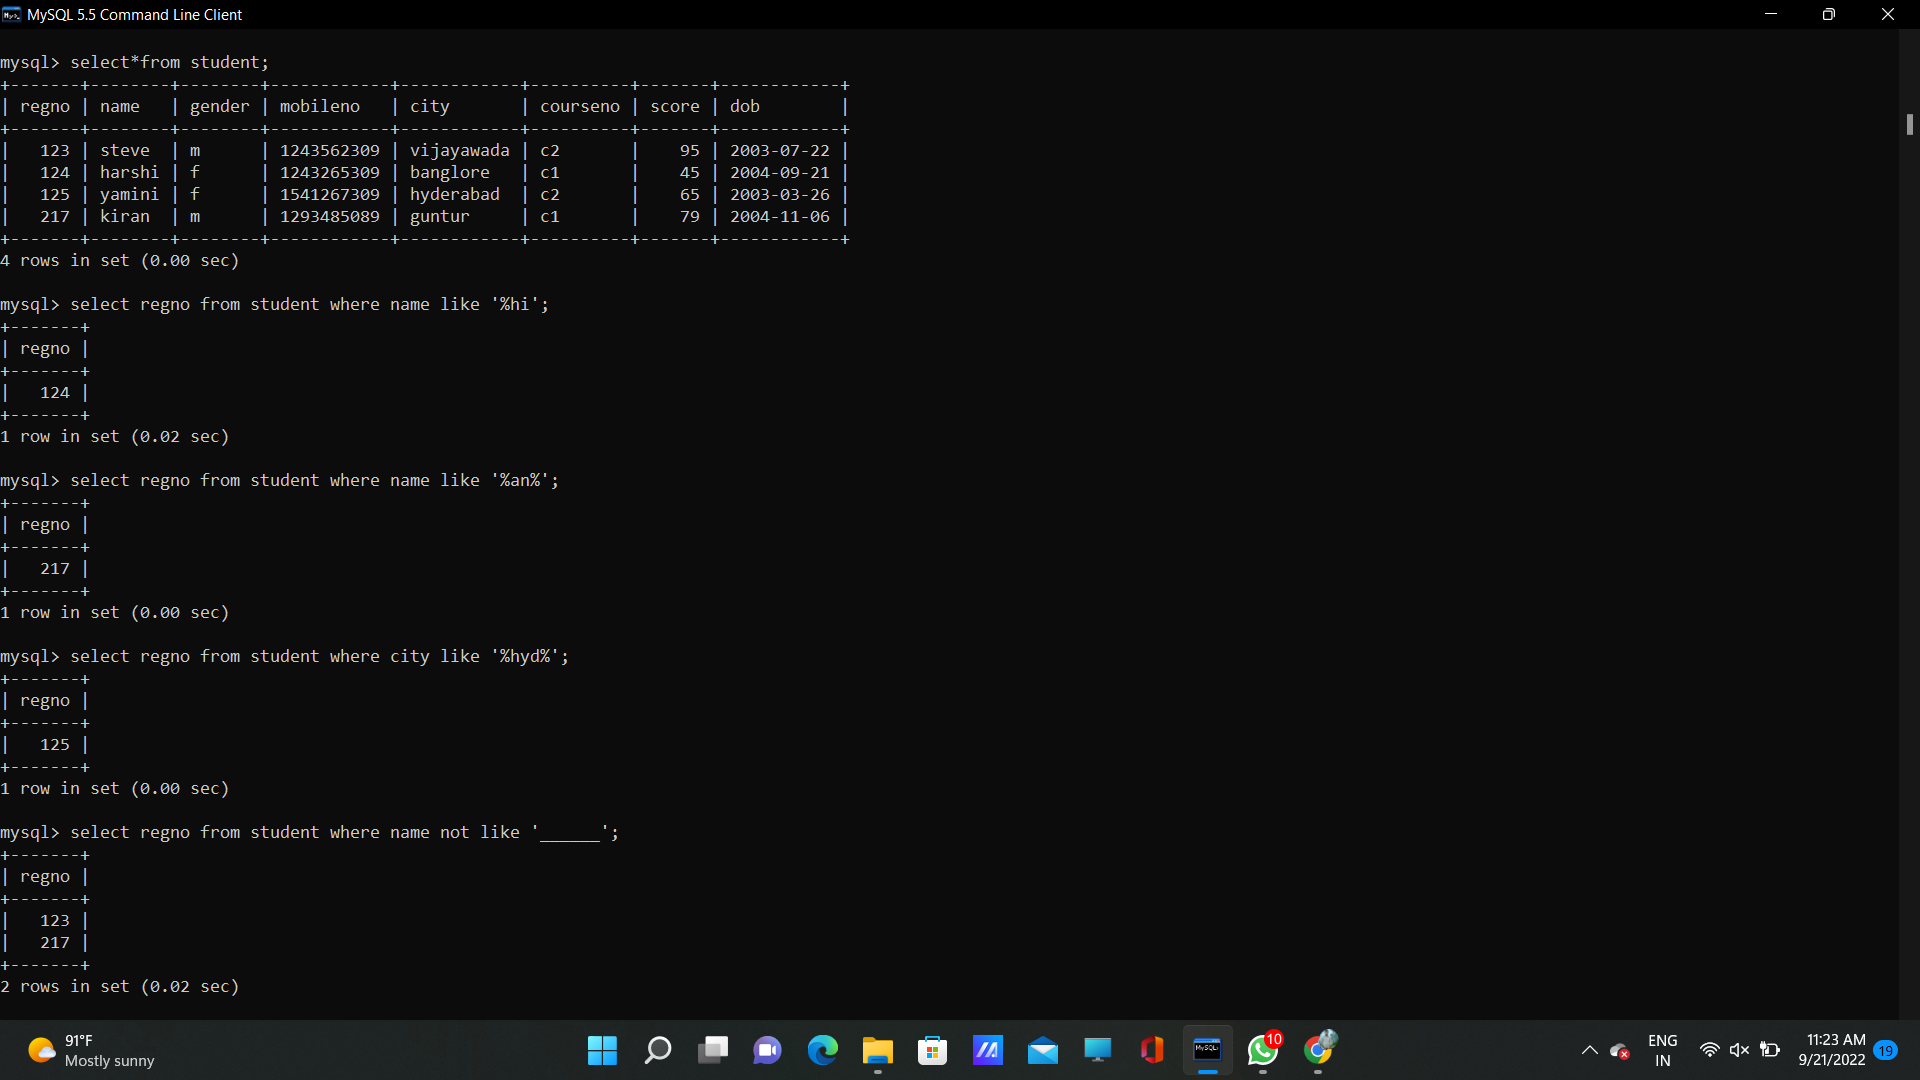 MySQL 5.5 Command Line Client
mysql> select*from student;
+-------+--------+--------+------------+------------+----------+-------+------------+
| regno | name   | gender | mobileno   | city       | courseno | score | dob        |
+-------+--------+--------+------------+------------+----------+-------+------------+
|   123 | steve  | m      | 1243562309 | vijayawada | c2       |    95 | 2003-07-22 |
|   124 | harshi | f      | 1243265309 | banglore   | c1       |    45 | 2004-09-21 |
|   125 | yamini | f      | 1541267309 | hyderabad  | c2       |    65 | 2003-03-26 |
|   217 | kiran  | m      | 1293485089 | guntur     | c1       |    79 | 2004-11-06 |
+-------+--------+--------+------------+------------+----------+-------+------------+
4 rows in set (0.00 sec)
mysql> select regno from student where name like '%hi';
+-------+
| regno |
+-------+
|   124 |
+-------+
1 row in set (0.02 sec)
mysql> select regno from student where name like '%an%';
+-------+
| regno |
+-------+
|   217 |
+-------+
1 row in set (0.00 sec)
mysql> select regno from student where city like '%hyd%';
+-------+
| regno |
+-------+
|   125 |
+-------+
1 row in set (0.00 sec)
mysql> select regno from student where name not like '______';
+-------+
| regno |
+-------+
|   123 |
|   217 |
+-------+
2 rows in set (0.02 sec)
91°F
Mostly sunny
MySQL
10
ENG
IN
11:23 AM
9/21/2022
19